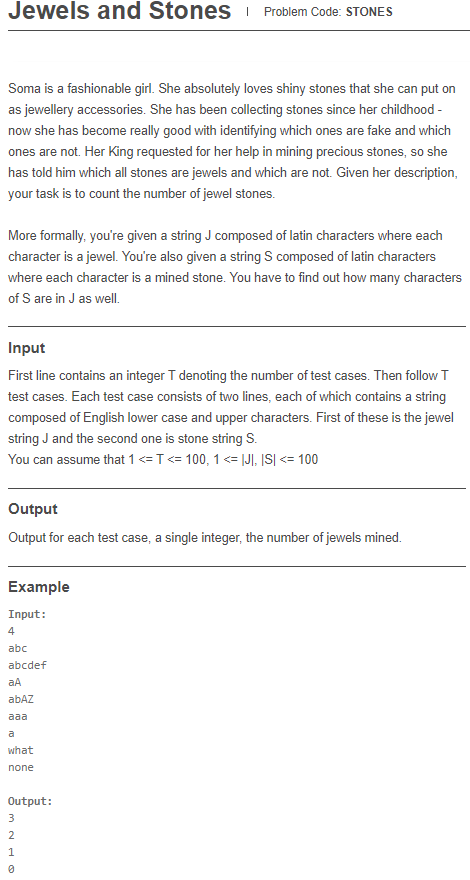 Jewels and Stones | Problem Code: STONES
Soma is a fashionable girl. She absolutely loves shiny stones that she can put on
as jewellery accessories. She has been collecting stones since her childhood -
now she has become really good with identifying which ones are fake and which
ones are not. Her King requested for her help in mining precious stones, so she
has told him which all stones are jewels and which are not. Given her description,
your task is to count the number of jewel stones.
More formally, you're given a string J composed of latin characters where each
character is a jewel. You're also given a string S composed of latin characters
where each character is a mined stone. You have to find out how many characters
of S are in J as well.
Input
First line contains an integer T denoting the number of test cases. Then follow T
test cases. Each test case consists of two lines, each of which contains a string
composed of English lower case and upper characters. First of these is the jewel
string J and the second one is stone string S.
You can assume that 1 <= T <= 100, 1 <= |J|, |S| <= 100
Output
Output for each test case, a single integer, the number of jewels mined.
Example
Input:
4
abc
abcdef
aA
abAZ
aaa
a
what
none
Output:
3
2
1
0